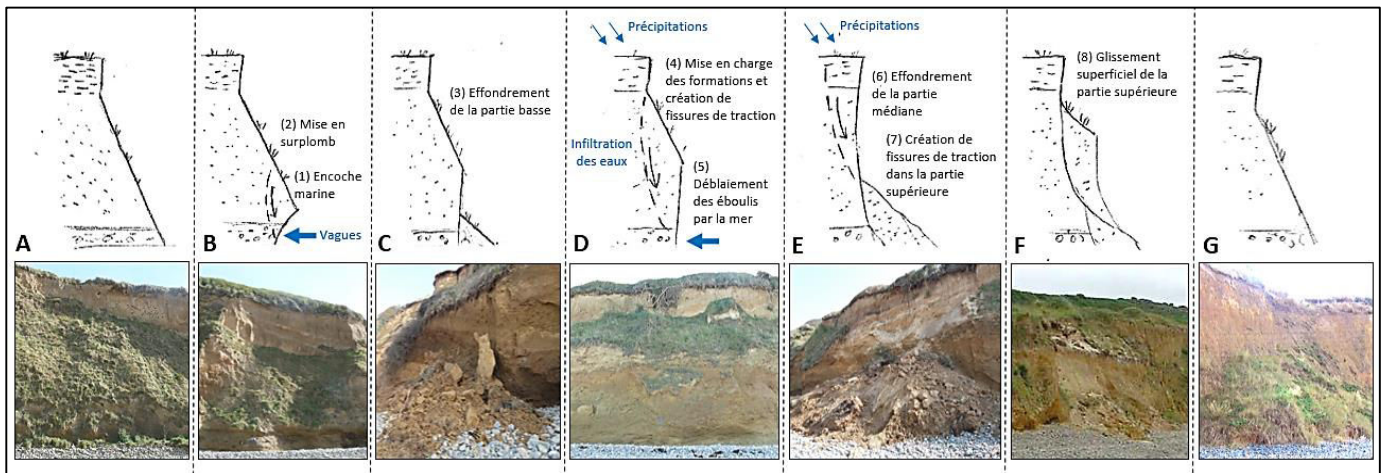 A
B
(2) Mise en
surplomb
(1) Encoche
marine
Vagues
C
(3) Effondrement
de la partie basse
D
Précipitations
(4) Mise en charge
des formations et
création de
fissures de traction
Infiltration
des eaux
(5)
Déblaiement
des éboulis
par la mer
E
Précipitations
(6) Effondrement
de la partie
médiane
(7) Création de
fissures de traction
dans la partie
supérieure
F
(8) Glissement
superficiel de la
partie supérieure
G